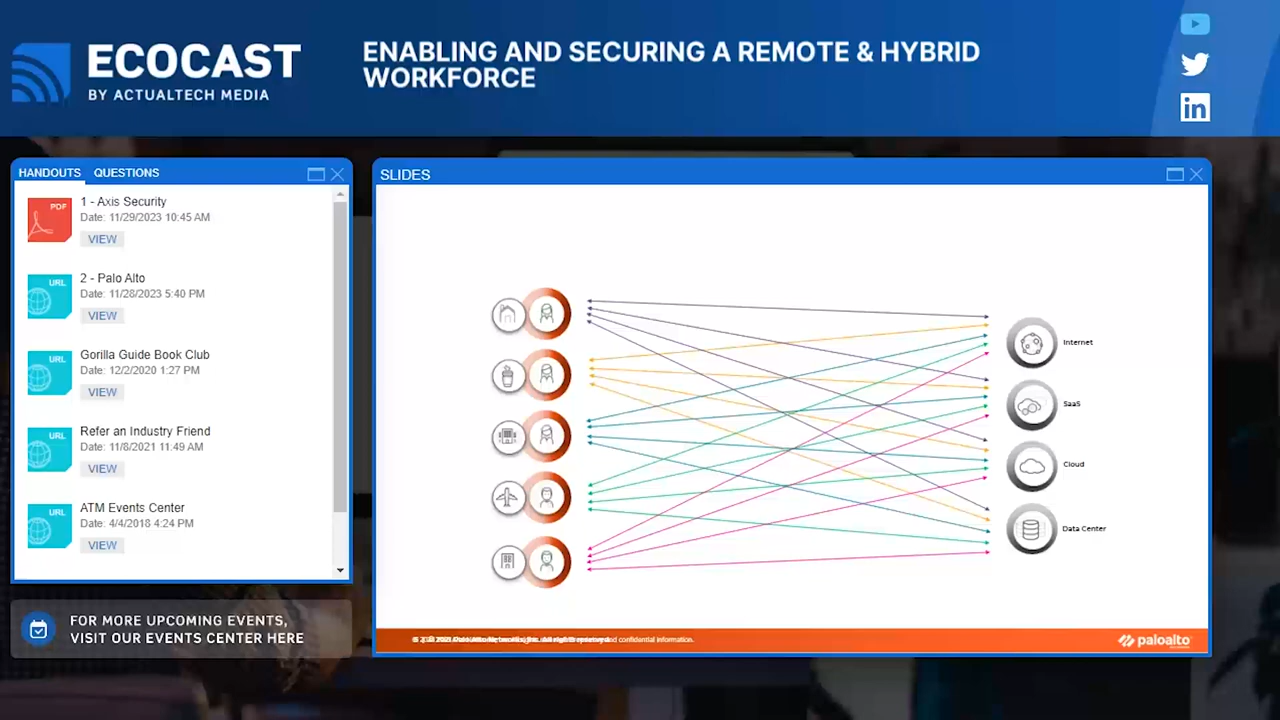 ECOCAST
BY ACTUALTECH MEDIA
ENABLING AND SECURING A REMOTE & HYBRID
WORKFORCE
in
HANDOUTS QUESTIONS
PDF
1 - Axis Security
Date: 11/29/2023 10:45 AM
VIEW
URL
2 - Palo Alto
Date: 11/28/2023 5:40 PM
VIEW
URL
Gorilla Guide Book Club
Date: 12/2/2020 1:27 PM
VIEW
URL
Refer an Industry Friend
Date: 11/8/2021 11:49 AM
VIEW
URL
ATM Events Center
Date: 4/4/2018 4:24 PM
VIEW
FOR MORE UPCOMING EVENTS,
VISIT OUR EVENTS CENTER HERE
SLIDES
Internet
SaaS
Cloud
Data Center
and confidential information.
paloalto